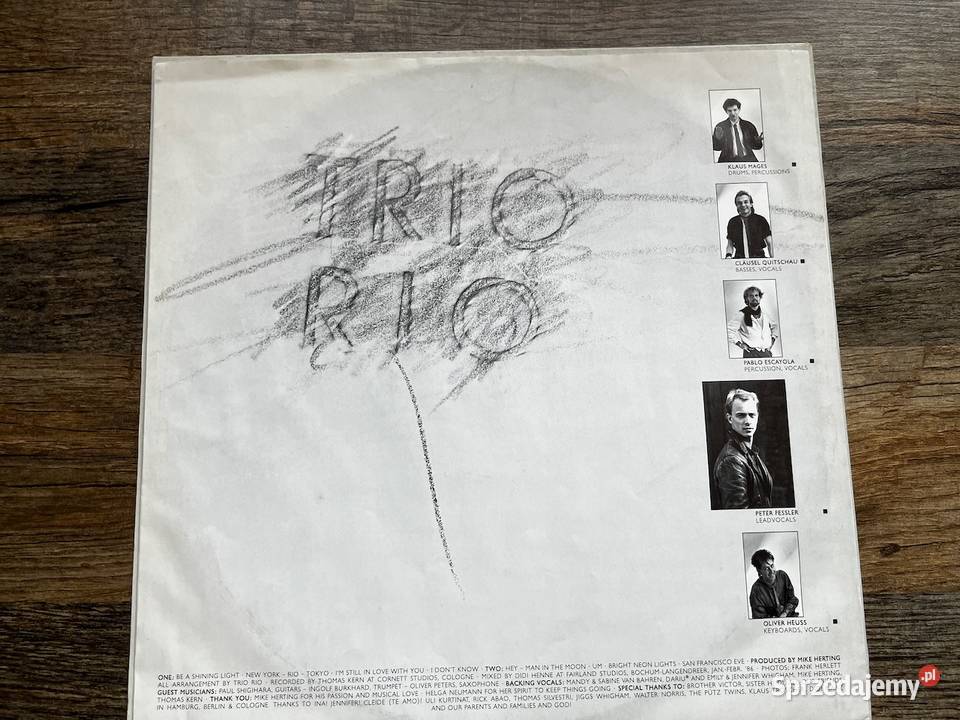 TRIO
RIO
KLAUS MAGES
DRUMS, PERCUSSIONS
CLAUSEL QUITSCHAU
BASSES, VOCALS
PABLO ESCAYOLA
PERCUSSION, VOCALS
PETER FESSLER
LEADVOCALS
OLIVER HEUSS
KEYBOARDS, VOCALS
ONE: BE A SHINING LIGHT · NEW YORK - RIO - TOKYO · I'M STILL IN LOVE WITH YOU · I DON'T KNOW · TWO: HEY · MAN IN THE MOON · UM · BRIGHT NEON LIGHTS · SAN FRANCISCO EVE · PRODUCED BY MIKE HERTING
ALL ARRANGEMENT BY TRIO RIO · RECORDED BY THOMAS KERN AT CORNETT STUDIOS, COLOGNE · MIXED BY DIDI HENNE AT FAIRLAND STUDIOS, BOCHUM-LANGENDREER, JAN.-FEBR. '86 · PHOTOS: FRANK HERLETT
GUEST MUSICIANS: PAUL SHIGIHARA, GUITARS · INGOLF BURKHARD, TRUMPET · OLIVER PETERS, SAXOPHONE · BACKING VOCALS: MANDY & SABINE VAN BAHREN, DARIU* AND EMILY & JENNIFER WHIGHAM, MIKE HERTING,
THOMAS KERN · THANK YOU: MIKE HERTING FOR HIS PASSION AND MUSICAL LOVE · HELGA NEUMANN FOR HER SPIRIT TO KEEP THINGS GOING · SPECIAL THANKS TO: BROTHER VICTOR, SISTER
IN HAMBURG, BERLIN & COLOGNE THANKS TO INA! JENNIFER! CLEIDE (TE AMO)! ULI KURTINAT, RICK ABAO, THOMAS SILVESTRI, JIGGS WHIGHAM, WALTER NORRIS, THE FÜTZ TWINS, KLAUS
AND OUR PARENTS AND FAMILIES AND GOD!
Sprzedajemy.pl